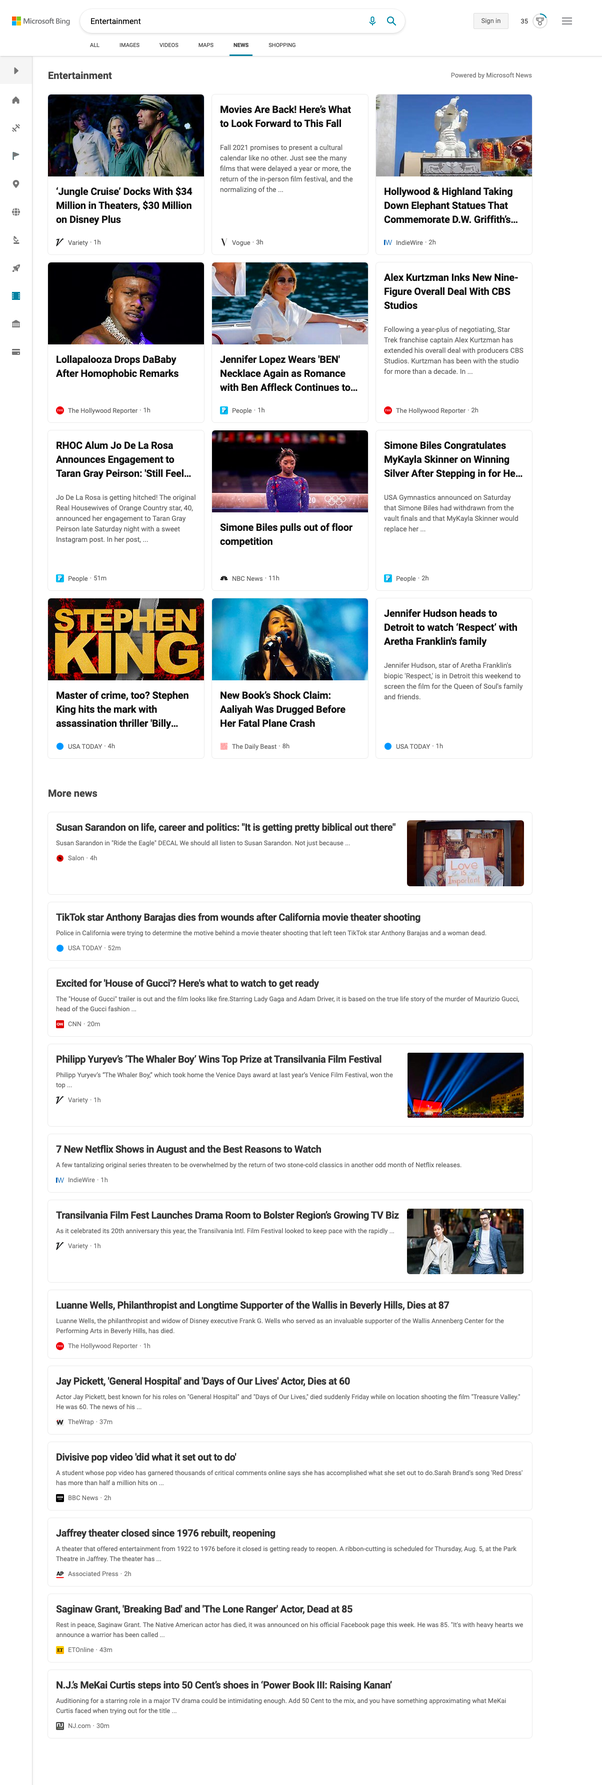 Microsoft Bing
Entertainment
Sign in
35
ALL IMAGES VIDEOS MAPS NEWS SHOPPING
Entertainment
Powered by Microsoft News
'Jungle Cruise' Docks With $34
Million in Theaters, $30 Million
on Disney Plus
Variety · 1h
Movies Are Back! Here's What
to Look Forward to This Fall
Fall 2021 promises to present a cultural
calendar like no other. Just see the many
films that were delayed a year or more, the
return of the in-person film festival, and the
normalizing of the ...
Vogue · 3h
Hollywood & Highland Taking
Down Elephant Statues That
Commemorate D.W. Griffith's...
IndieWire · 2h
Lollapalooza Drops DaBaby
After Homophobic Remarks
The Hollywood Reporter · 1h
Jennifer Lopez Wears 'BEN'
Necklace Again as Romance
with Ben Affleck Continues to...
People · 1h
Alex Kurtzman Inks New Nine-
Figure Overall Deal With CBS
Studios
Following a year-plus of negotiating, Star
Trek franchise captain Alex Kurtzman has
extended his overall deal with producers CBS
Studios. Kurtzman has been with the studio
for more than a decade. In ...
The Hollywood Reporter · 2h
RHOC Alum Jo De La Rosa
Announces Engagement to
Taran Gray Peirson: 'Still Feel...
Jo De La Rosa is getting hitched! The original
Real Housewives of Orange County star, 40,
announced her engagement to Taran Gray
Peirson late Saturday night with a sweet
Instagram post. In her post, ...
People · 51m
Simone Biles pulls out of floor
competition
NBC News · 11h
Simone Biles Congratulates
MyKayla Skinner on Winning
Silver After Stepping in for He...
USA Gymnastics announced on Saturday
that Simone Biles had withdrawn from the
vault finals and that MyKayla Skinner would
replace her ...
People · 2h
STEPHEN
KING
Master of crime, too? Stephen
King hits the mark with
assassination thriller 'Billy...
USA TODAY · 4h
New Book's Shock Claim:
Aaliyah Was Drugged Before
Her Fatal Plane Crash
The Daily Beast · 8h
Jennifer Hudson heads to
Detroit to watch 'Respect' with
Aretha Franklin's family
Jennifer Hudson, star of Aretha Franklin's
biopic 'Respect,' is in Detroit this weekend to
screen the film for the Queen of Soul's family
and friends.
USA TODAY · 1h
More news
Susan Sarandon on life, career and politics: "It is getting pretty biblical out there"
Susan Sarandon in "Ride the Eagle" DECAL We should all listen to Susan Sarandon. Not just because ...
Salon · 4h
Love
is
Important
TikTok star Anthony Barajas dies from wounds after California movie theater shooting
Police in California were trying to determine the motive behind a movie theater shooting that left teen TikTok star Anthony Barajas and a woman dead.
USA TODAY · 52m
Excited for 'House of Gucci'? Here's what to watch to get ready
The "House of Gucci" trailer is out and the film looks like fire.Starring Lady Gaga and Adam Driver, it is based on the true life story of the murder of Maurizio Gucci,
head of the Gucci fashion ...
CNN · 20m
Philipp Yuryev's 'The Whaler Boy' Wins Top Prize at Transilvania Film Festival
Philipp Yuryev's "The Whaler Boy," which took home the Venice Days award at last year's Venice Film Festival, won the
top ...
Variety · 1h
7 New Netflix Shows in August and the Best Reasons to Watch
A few tantalizing original series threaten to be overwhelmed by the return of two stone-cold classics in another odd month of Netflix releases.
IndieWire · 1h
Transilvania Film Fest Launches Drama Room to Bolster Region's Growing TV Biz
As it celebrated its 20th anniversary this year, the Transilvania Intl. Film Festival looked to keep pace with the rapidly ...
Variety · 1h
Luanne Wells, Philanthropist and Longtime Supporter of the Wallis in Beverly Hills, Dies at 87
Luanne Wells, the philanthropist and widow of Disney executive Frank G. Wells who served as an invaluable supporter of the Wallis Annenberg Center for the
Performing Arts in Beverly Hills, has died.
The Hollywood Reporter · 1h
Jay Pickett, 'General Hospital' and 'Days of Our Lives' Actor, Dies at 60
Actor Jay Pickett, best known for his roles on "General Hospital" and "Days of Our Lives," died suddenly Friday while on location shooting the film "Treasure Valley."
He was 60. The news of his ...
TheWrap · 37m
Divisive pop video 'did what it set out to do'
A student whose pop video has garnered thousands of critical comments online says she has accomplished what she set out to do.Sarah Brand's song 'Red Dress'
has more than half a million hits on ...
BBC News · 2h
Jaffrey theater closed since 1976 rebuilt, reopening
A theater that offered entertainment from 1922 to 1976 before it closed is getting ready to reopen. A ribbon-cutting is scheduled for Thursday, Aug. 5, at the Park
Theatre in Jaffrey. The theater has ...
Associated Press · 2h
Saginaw Grant, 'Breaking Bad' and 'The Lone Ranger' Actor, Dead at 85
Rest in peace, Saginaw Grant. The Native American actor has died, it was announced on his official Facebook page this week. He was 85. "It's with heavy hearts we
announce a warrior has been called ...
ETOnline · 43m
N.J.'s MeKai Curtis steps into 50 Cent's shoes in 'Power Book III: Raising Kanan'
Auditioning for a starring role in a major TV drama could be intimidating enough. Add 50 Cent to the mix, and you have something approximating what MeKai
Curtis faced when trying out for the title ...
NJ.com · 30m